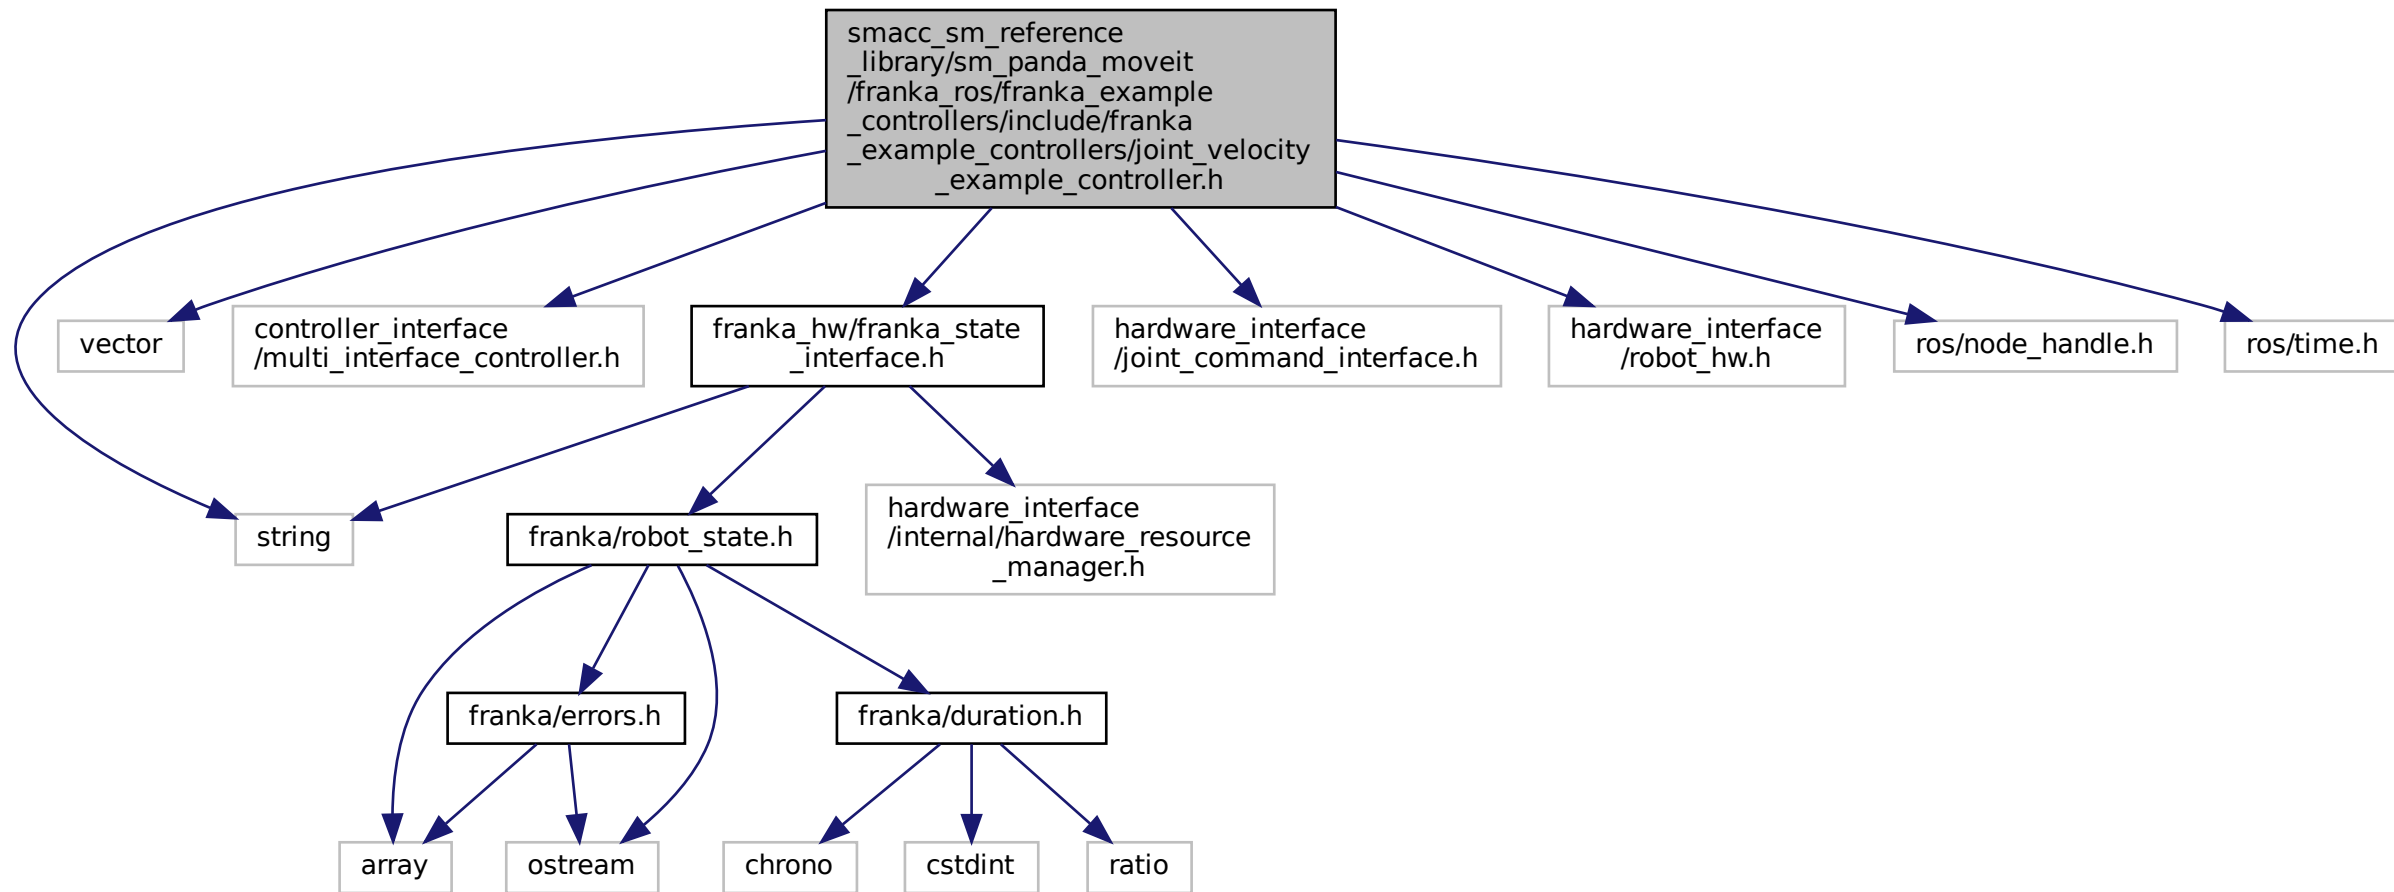 smacc_sm_reference
_library/sm_panda_moveit
/franka_ros/franka_example
_controllers/include/franka
_example_controllers/joint_velocity
_example_controller.h
vector
controller_interface
/multi_interface_controller.h
franka_hw/franka_state
_interface.h
hardware_interface
/joint_command_interface.h
hardware_interface
/robot_hw.h
ros/node_handle.h
ros/time.h
string
franka/robot_state.h
hardware_interface
/internal/hardware_resource
_manager.h
franka/errors.h
franka/duration.h
array
ostream
chrono
cstdint
ratio